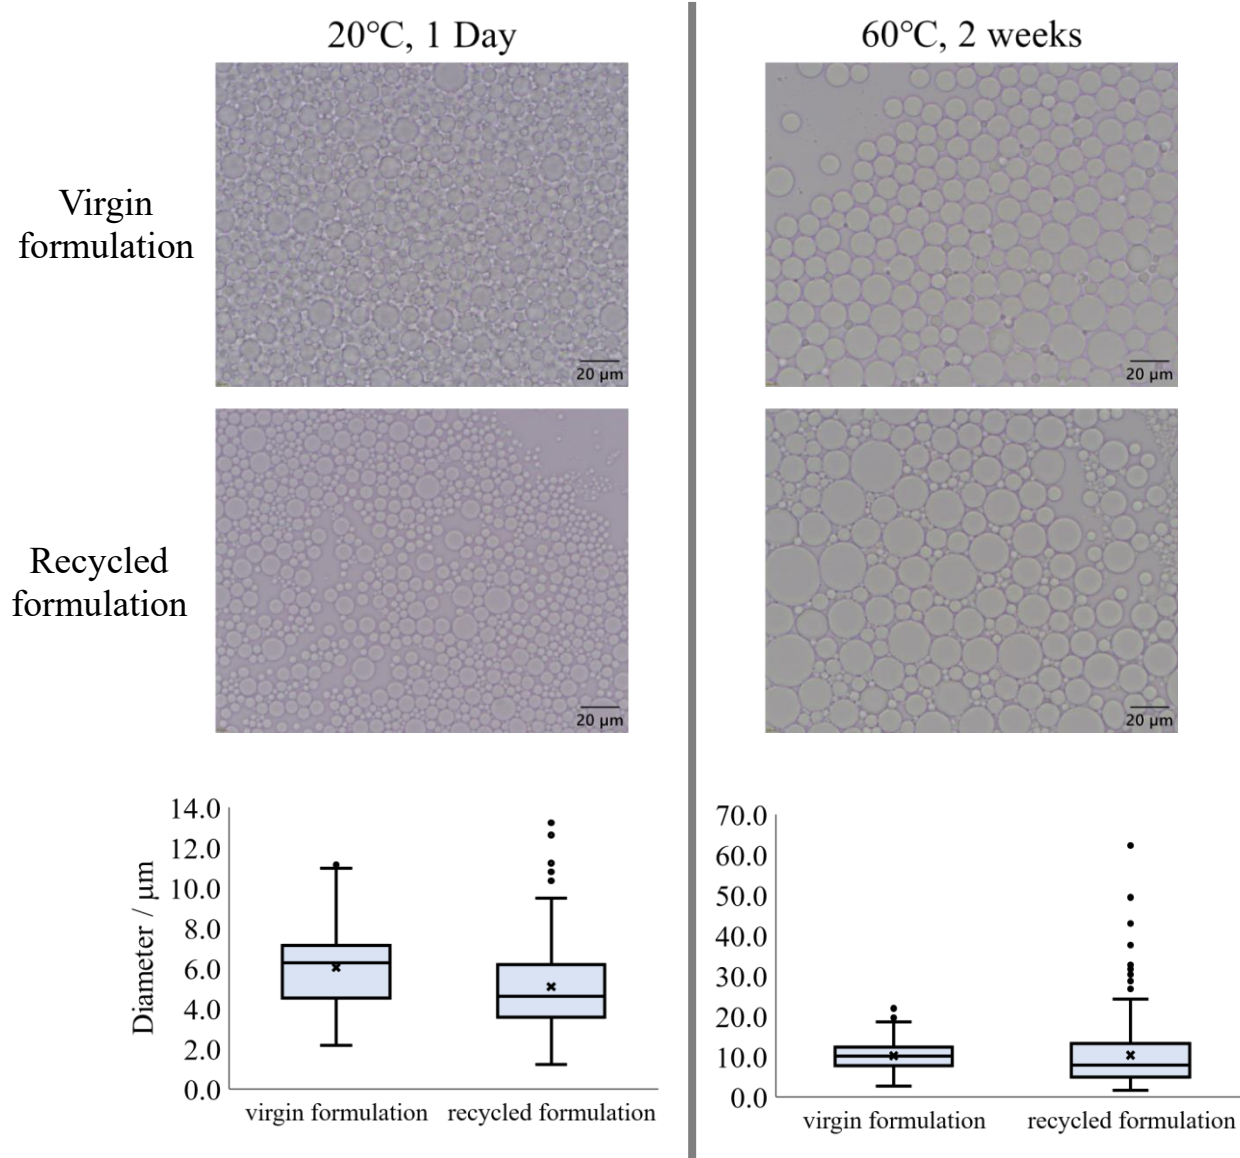 20℃, 1 Day
60℃, 2 weeks
Virgin
formulation
20 µm
20 µm
Recycled
formulation
20 µm
20 µm
Diameter / µm
14.0
12.0
10.0
8.0
6.0
4.0
2.0
0.0
virgin formulation
recycled formulation
70.0
60.0
50.0
40.0
30.0
20.0
10.0
0.0
virgin formulation
recycled formulation